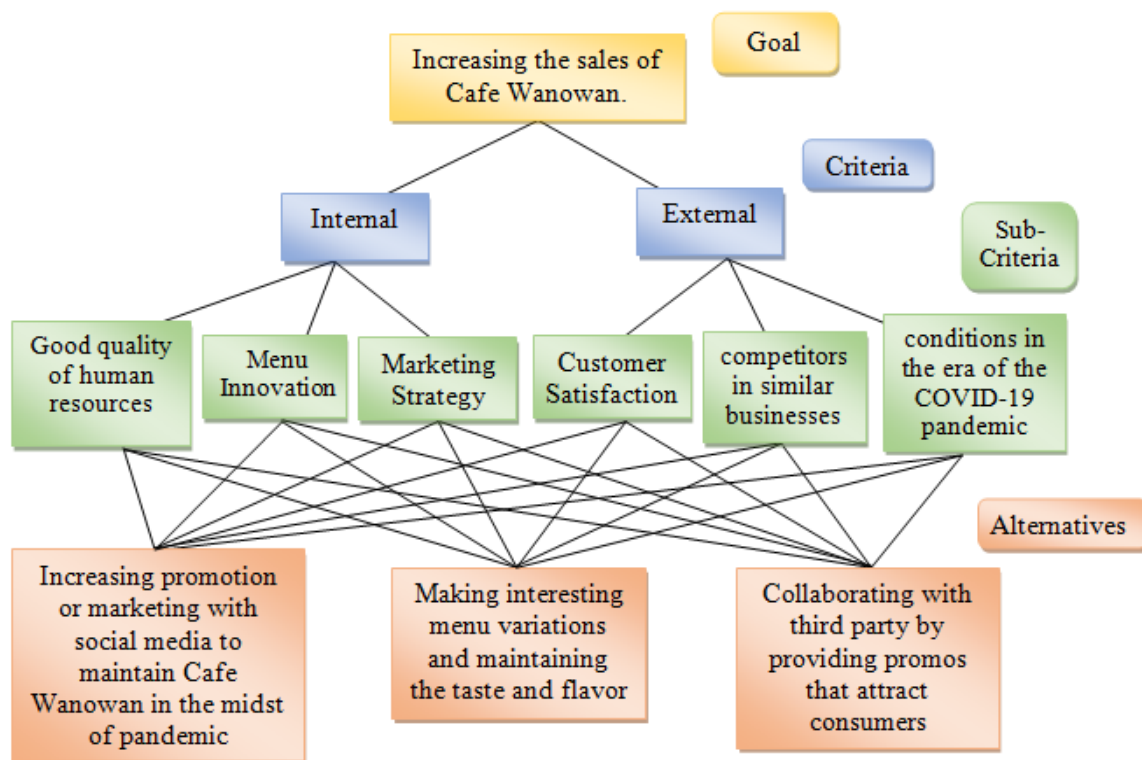 Goal
Increasing the sales of
Cafe Wanowan.
Criteria
Internal
External
Sub-
Criteria
Good quality
of human
resources
Menu
Innovation
Marketing
Strategy
Customer
Satisfaction
competitors
in similar
businesses
conditions in
the era of the
COVID-19
pandemic
Alternatives
Increasing promotion
or marketing with
social media to
maintain Cafe
Wanowan in the midst
of pandemic
Making interesting
menu variations
and maintaining
the taste and flavor
Collaborating with
third party by
providing promos
that attract
consumers